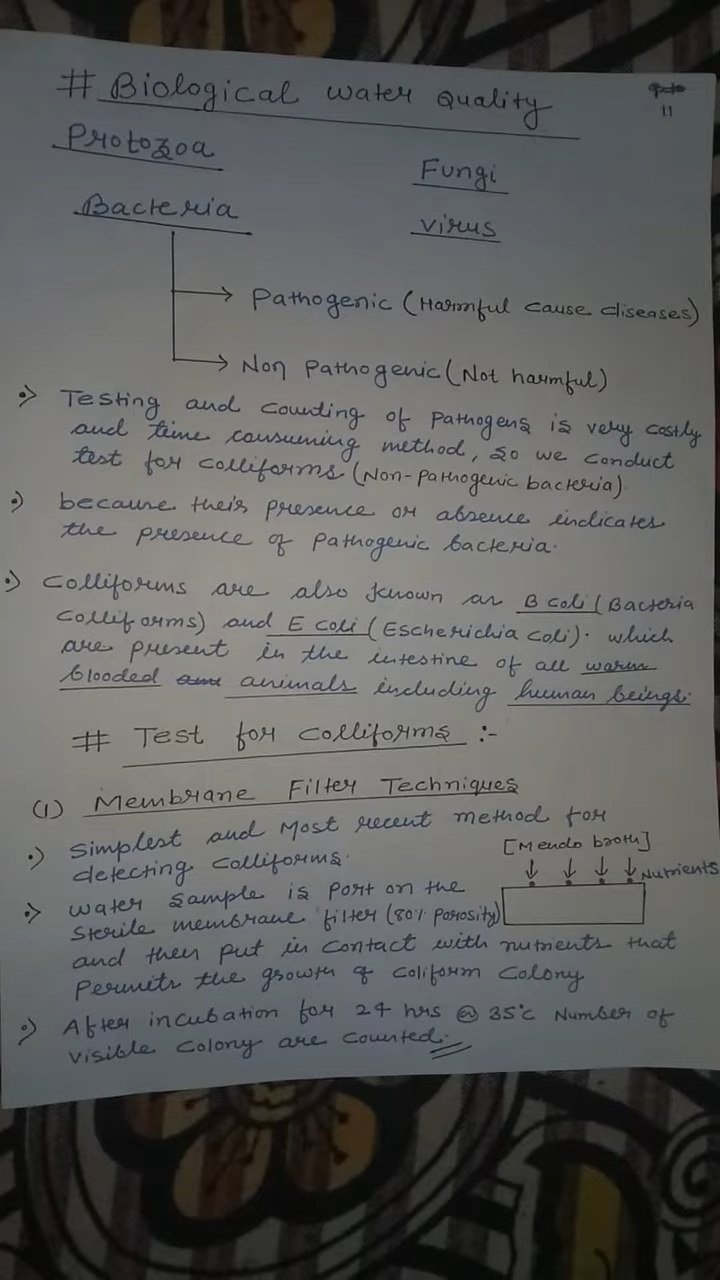 # Biological water Quality
11
Protozoa
Fungi
Bacteria
virus
Pathogenic (Harmful cause diseases)
Non Pathogenic (Not harmful)
Testing and counting of pathogens is very costly
and time consuming method, so we conduct
test for colliforms (Non-pathogenic bacteria)
because their presence or absence indicates
the presence of pathogenic bacteria.
Colliforms are also known as B coli (Bacteria
colliforms) and E coli (Escherichia coli). which
are present in the intestine of all warm
blooded animals including human beings.
# Test for colliforms :-
(1) Membrane Filter Techniques
Simplest and Most recent method for
detecting colliforms.
[Mendo broth]
Nutrients
water sample is port on the
Sterile membrane filter (80% porosity)
and then put in contact with nutrients that
Permits the growth of coliform colony
After incubation for 24 hrs @ 35°c Number of
visible colony are counted.